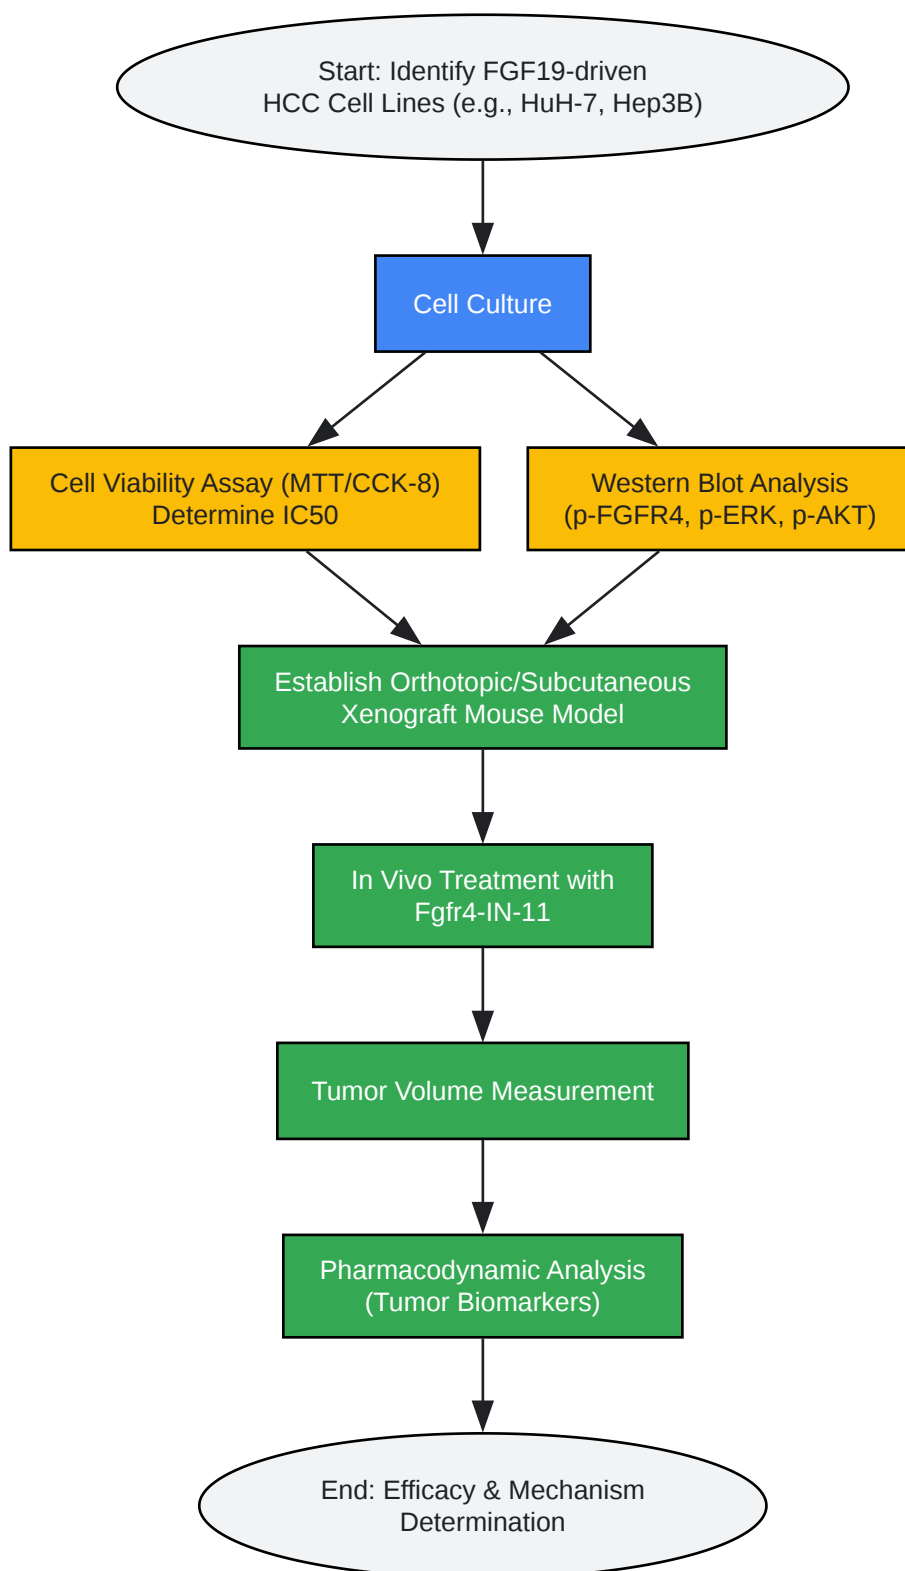 Start: Identify FGF19-driven
HCC Cell Lines (e.g., HuH-7, Hep3B)
Cell Culture
Cell Viability Assay (MTT/CCK-8)
Determine IC50
Western Blot Analysis
(p-FGFR4, p-ERK, p-AKT)
Establish Orthotopic/Subcutaneous
Xenograft Mouse Model
In Vivo Treatment with
Fgfr4-IN-11
Tumor Volume Measurement
Pharmacodynamic Analysis
(Tumor Biomarkers)
End: Efficacy & Mechanism
Determination